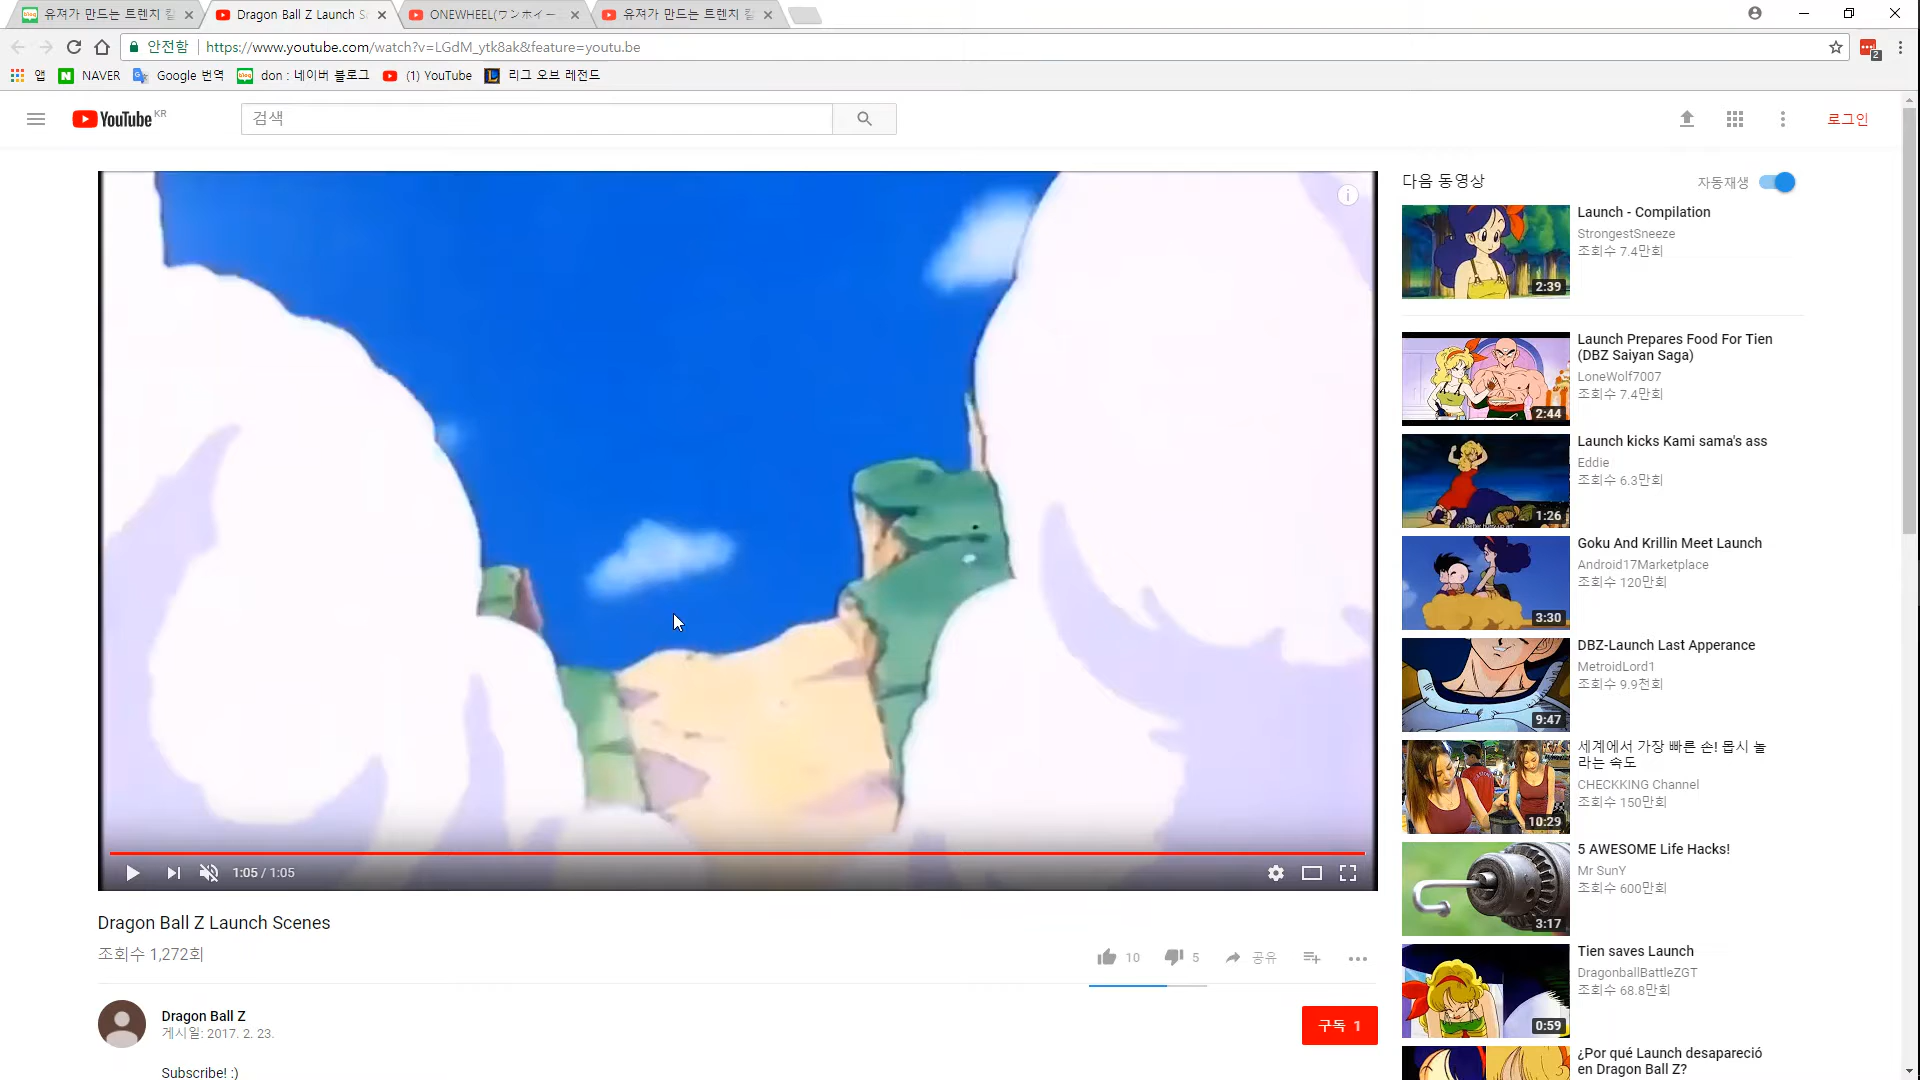 유저가 만드는 트렌치 킬
Dragon Ball Z Launch Sc
ONEWHEEL(ワンホイー
유저가 만드는 트렌치 킬
안전함
https://www.youtube.com/watch?v=LGdM_ytk8ak&feature=youtu.be
2
앱
NAVER
Google 번역
don : 네이버 블로그
(1) YouTube
리그 오브 레전드
YouTube KR
검색
로그인
1:05 / 1:05
Dragon Ball Z Launch Scenes
조회수 1,272회
10
5
공유
Dragon Ball Z
게시일: 2017. 2. 23.
구독 1
Subscribe! :)
다음 동영상
자동재생
Launch - Compilation
StrongestSneeze
조회수 7.4만회
2:39
Launch Prepares Food For Tien
(DBZ Saiyan Saga)
LoneWolf7007
조회수 7.4만회
2:44
Launch kicks Kami sama's ass
Eddie
조회수 6.3만회
1:26
Goku And Krillin Meet Launch
Android17Marketplace
조회수 120만회
3:30
DBZ-Launch Last Apperance
MetroidLord1
조회수 9.9천회
9:47
세계에서 가장 빠른 손! 몹시 놀
라는 속도
CHECKKING Channel
조회수 150만회
10:29
5 AWESOME Life Hacks!
Mr SunY
조회수 600만회
3:17
Tien saves Launch
DragonballBattleZGT
조회수 68.8만회
0:59
¿Por qué Launch desapareció
en Dragon Ball Z?